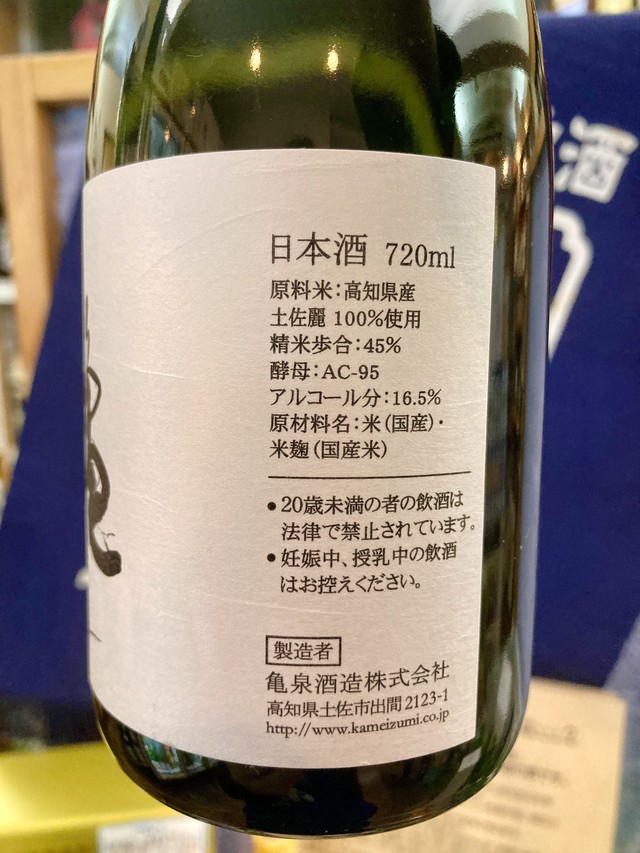 日本酒 720ml
原料米：高知県産
土佐麗 100%使用
精米歩合：45%
酵母：AC-95
アルコール分：16.5%
原材料名：米（国産）・
米麹（国産米）
●20歳未満の者の飲酒は
法律で禁止されています。
●妊娠中、授乳中の飲酒
はお控えください。
製造者
亀泉酒造株式会社
高知県土佐市出間2123-1
http://www.kameizumi.co.jp
酒